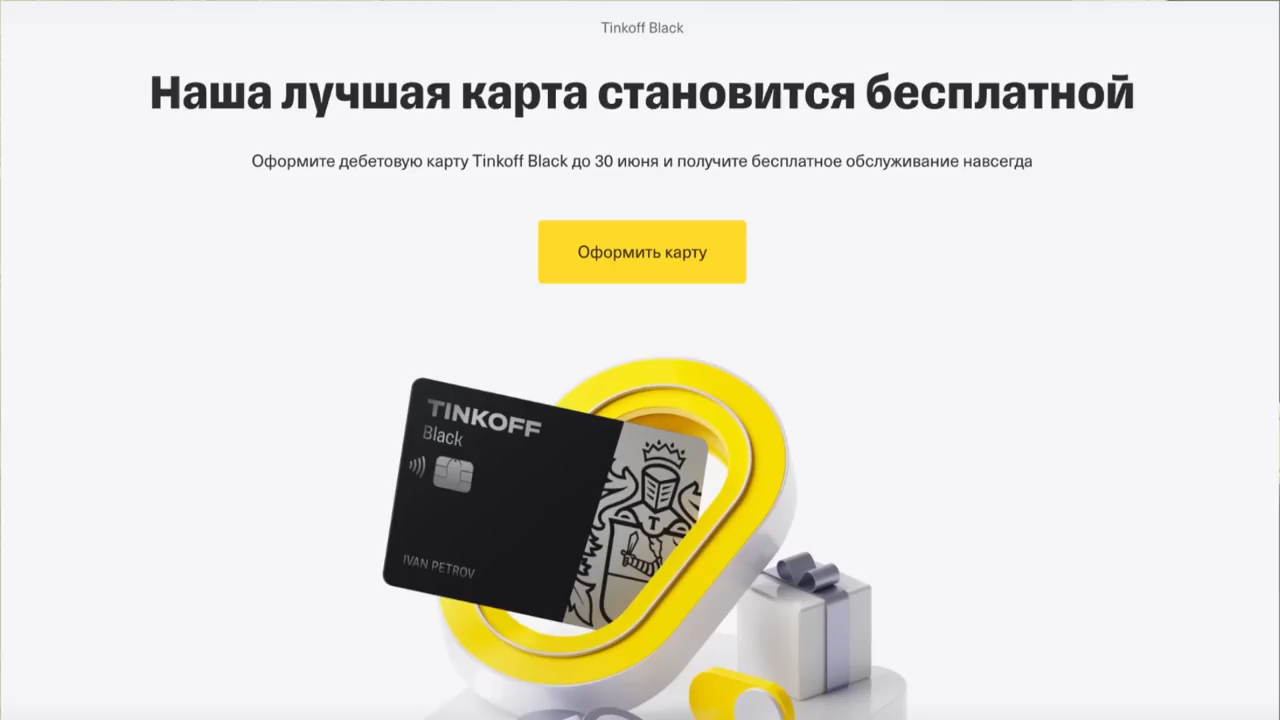 Tinkoff Black
Наша лучшая карта становится бесплатной
Оформите дебетовую карту Tinkoff Black до 30 июня и получите бесплатное обслуживание навсегда
Оформить карту
TINKOFF
Black
T
IVAN PETROV